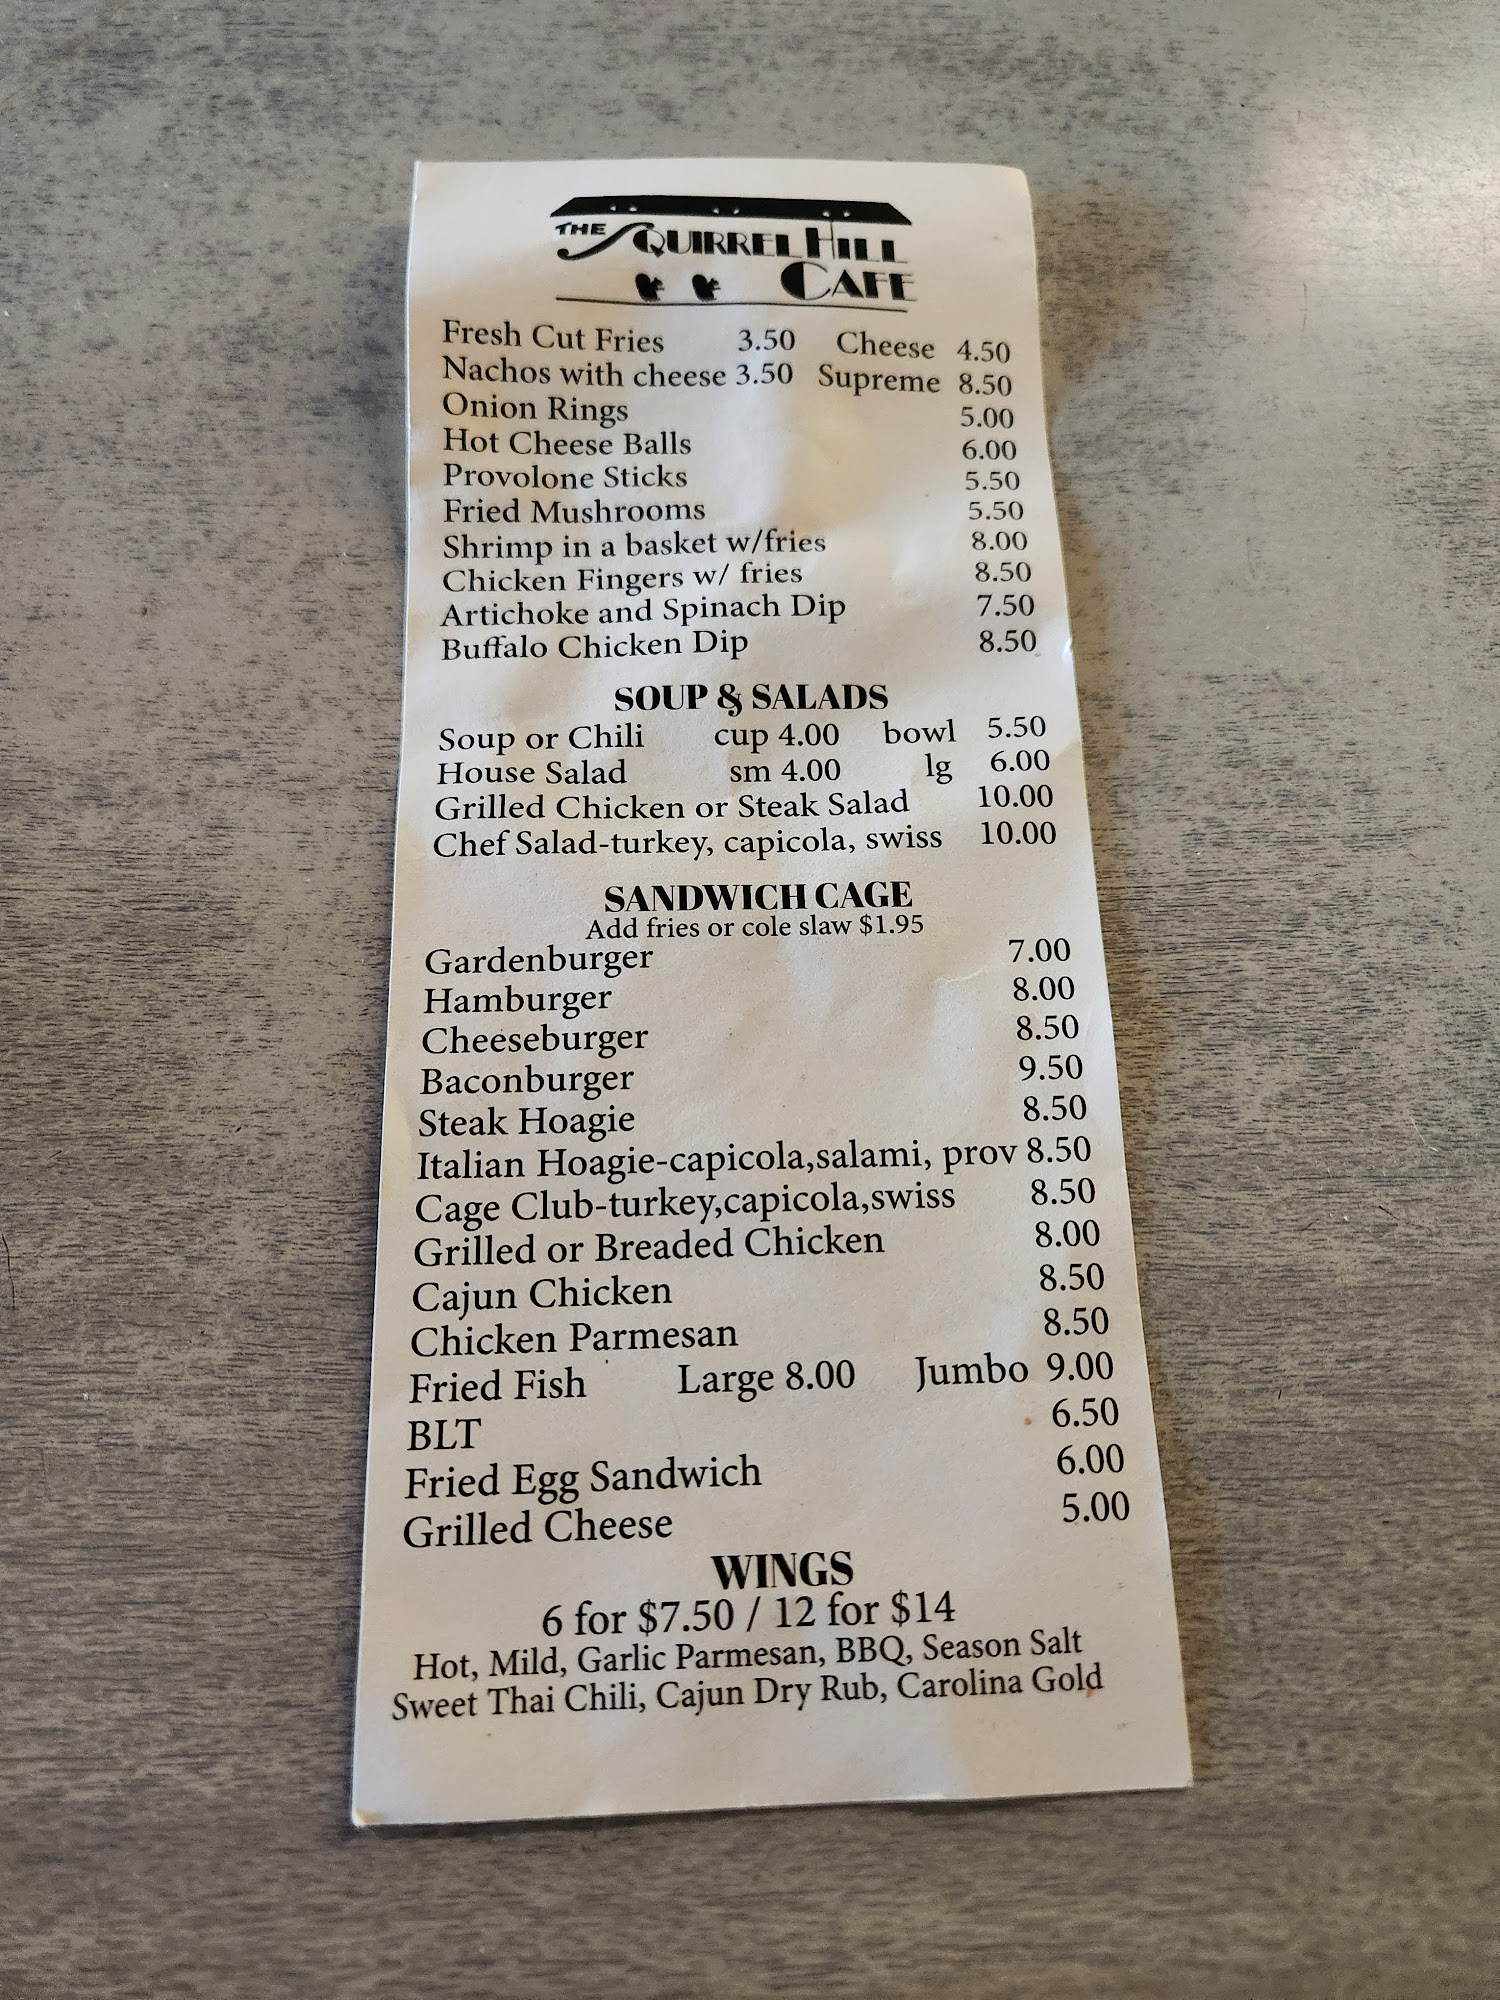 THE SQUIRREL HILL
CAFE
Fresh Cut Fries 3.50 Cheese 4.50
Nachos with cheese 3.50 Supreme 8.50
Onion Rings 5.00
Hot Cheese Balls 6.00
Provolone Sticks 5.50
Fried Mushrooms 5.50
Shrimp in a basket w/fries 8.00
Chicken Fingers w/ fries 8.50
Artichoke and Spinach Dip 7.50
Buffalo Chicken Dip 8.50
SOUP & SALADS
Soup or Chili cup 4.00 bowl 5.50
House Salad sm 4.00 lg 6.00
Grilled Chicken or Steak Salad 10.00
Chef Salad-turkey, capicola, swiss 10.00
SANDWICH CAGE
Add fries or cole slaw $1.95
Gardenburger 7.00
Hamburger 8.00
Cheeseburger 8.50
Baconburger 9.50
Steak Hoagie 8.50
Italian Hoagie-capicola,salami, prov 8.50
Cage Club-turkey,capicola,swiss 8.50
Grilled or Breaded Chicken 8.00
Cajun Chicken 8.50
Chicken Parmesan 8.50
Fried Fish Large 8.00 Jumbo 9.00
BLT 6.50
Fried Egg Sandwich 6.00
Grilled Cheese 5.00
WINGS
6 for $7.50 / 12 for $14
Hot, Mild, Garlic Parmesan, BBQ, Season Salt
Sweet Thai Chili, Cajun Dry Rub, Carolina Gold